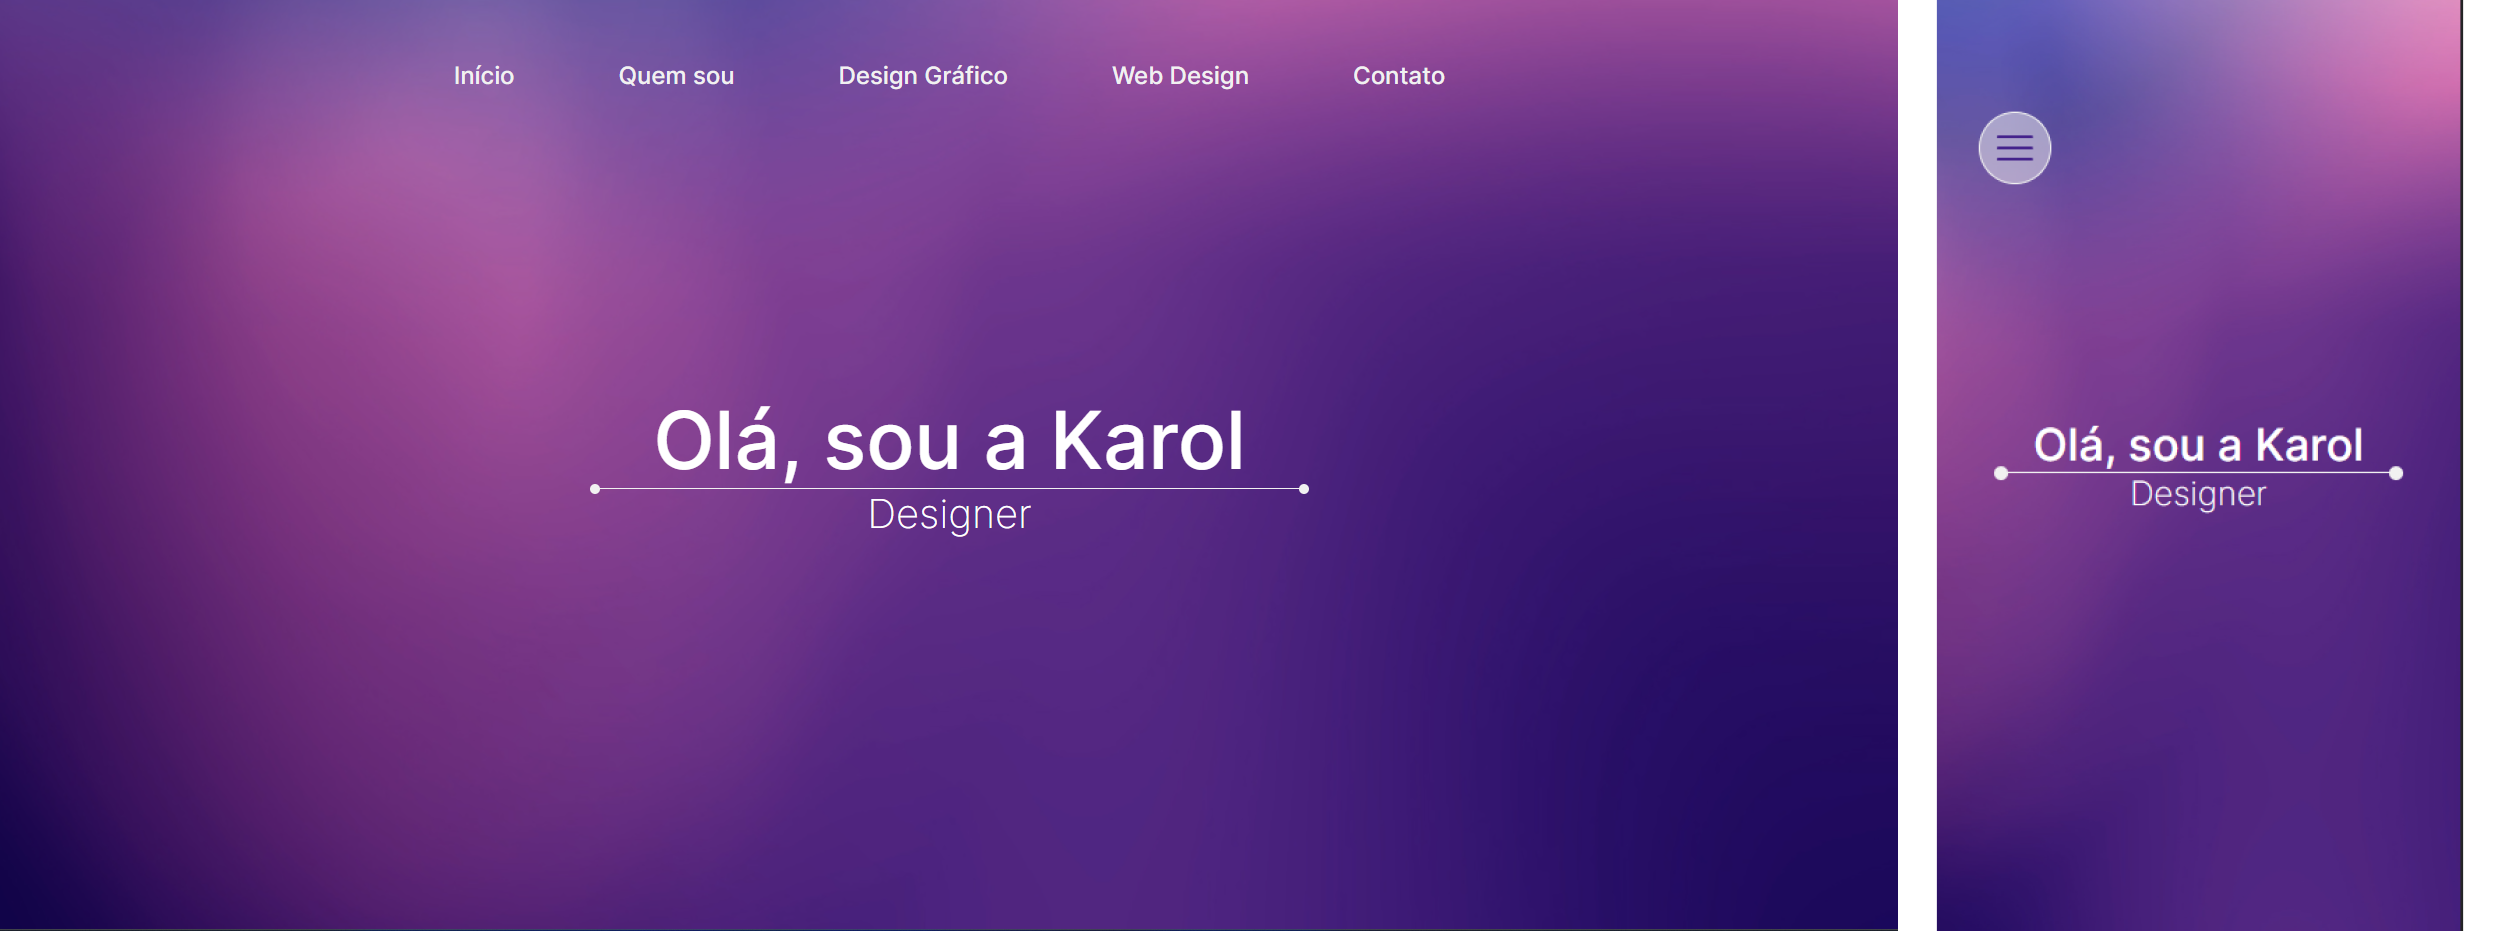 Início Quem sou Design Gráfico Web Design Contato
Olá, sou a Karol
Designer
Olá, sou a Karol
Designer